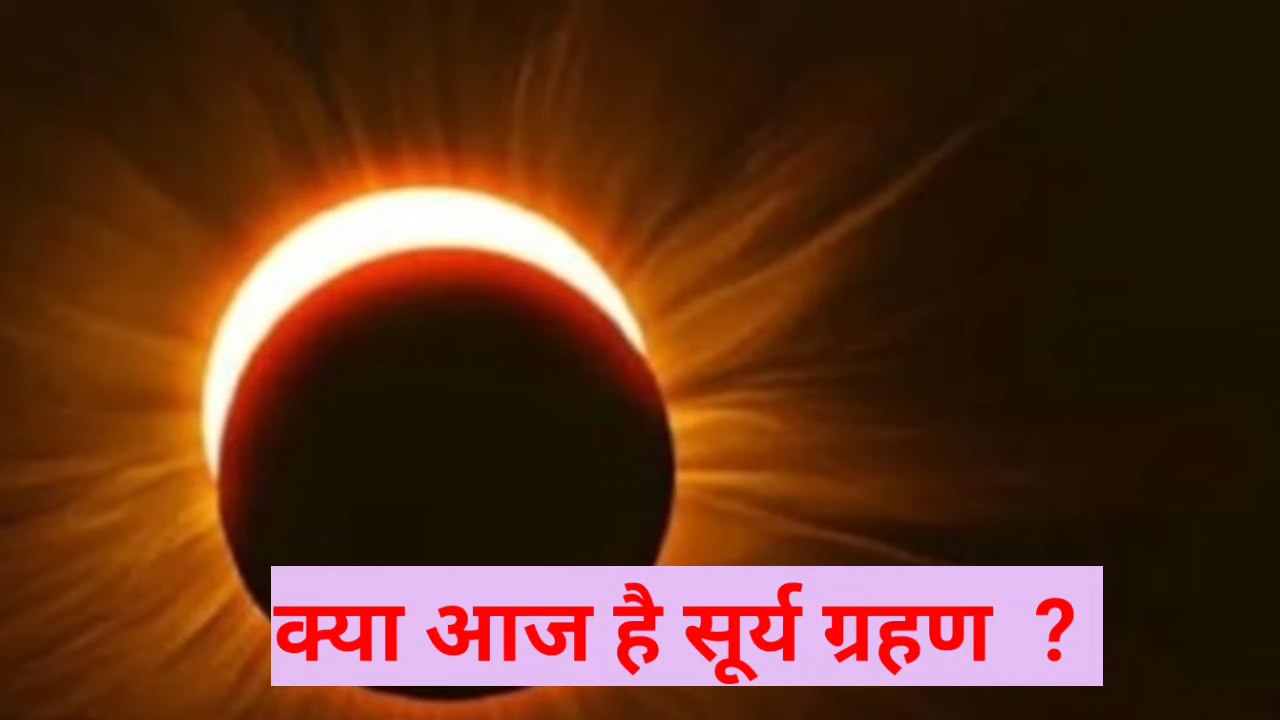 क्या आज है सूर्य ग्रहण ?